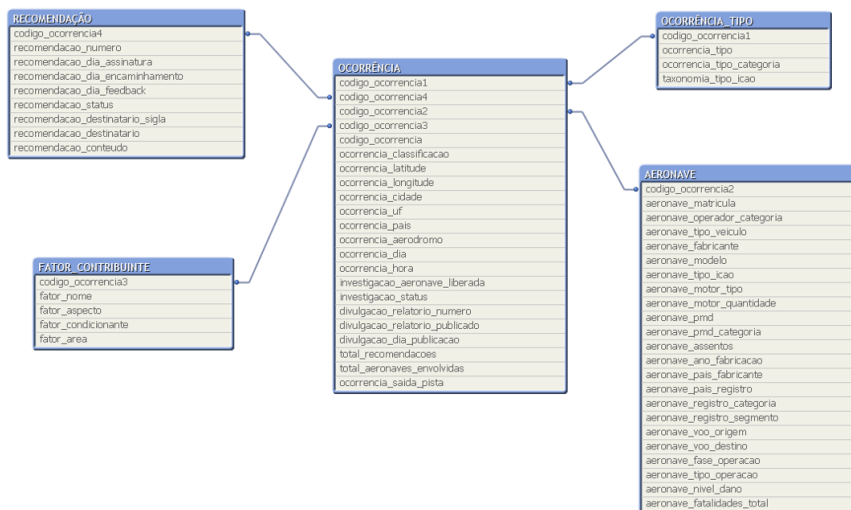 RECOMENDAÇÃO
codigo_ocorrencia4
recomendacao_numero
recomendacao_dia_assinatura
recomendacao_dia_encaminhamento
recomendacao_dia_feedback
recomendacao_status
recomendacao_destinatario_sigla
recomendacao_destinatario
recomendacao_conteudo
FATOR_CONTRIBUINTE
codigo_ocorrencia3
fator_nome
fator_aspecto
fator_condicionante
fator_area
OCORRÊNCIA
codigo_ocorrencia1
codigo_ocorrencia4
codigo_ocorrencia2
codigo_ocorrencia3
codigo_ocorrencia
ocorrencia_classificacao
ocorrencia_latitude
ocorrencia_longitude
ocorrencia_cidade
ocorrencia_uf
ocorrencia_pais
ocorrencia_aerodromo
ocorrencia_dia
ocorrencia_hora
investigacao_aeronave_liberada
investigacao_status
divulgacao_relatorio_numero
divulgacao_relatorio_publicado
divulgacao_dia_publicacao
total_recomendacoes
total_aeronaves_envolvidas
ocorrencia_saida_pista
OCORRÊNCIA_TIPO
codigo_ocorrencia1
ocorrencia_tipo
ocorrencia_tipo_categoria
taxonomia_tipo_icao
AERONAVE
codigo_ocorrencia2
aeronave_matricula
aeronave_operador_categoria
aeronave_tipo_veiculo
aeronave_fabricante
aeronave_modelo
aeronave_tipo_icao
aeronave_motor_tipo
aeronave_motor_quantidade
aeronave_pmd
aeronave_pmd_categoria
aeronave_assentos
aeronave_ano_fabricacao
aeronave_pais_fabricante
aeronave_pais_registro
aeronave_registro_categoria
aeronave_registro_segmento
aeronave_voo_origem
aeronave_voo_destino
aeronave_fase_operacao
aeronave_tipo_operacao
aeronave_nivel_dano
aeronave_fatalidades_total